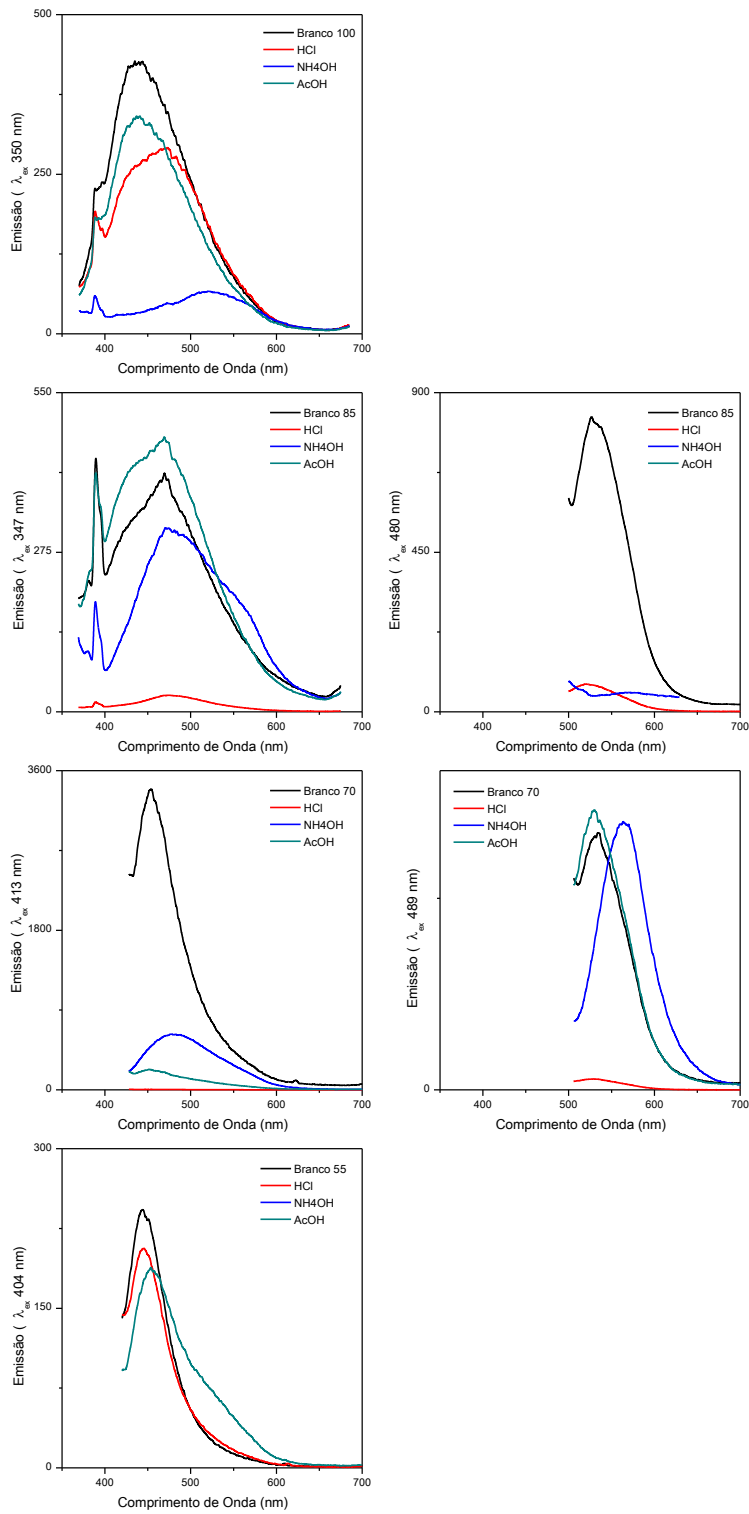 500
250
0
Emissão ( λex 350 nm)
Branco 100
HCl
NH4OH
AcOH
400 500 600 700
Comprimento de Onda (nm)
550
275
0
Emissão ( λex 347 nm)
Branco 85
HCl
NH4OH
AcOH
400 500 600 700
Comprimento de Onda (nm)
900
450
0
Emissão ( λex 480 nm)
Branco 85
HCl
NH4OH
AcOH
400 500 600 700
Comprimento de Onda (nm)
3600
1800
0
Emissão ( λex 413 nm)
Branco 70
HCl
NH4OH
AcOH
400 500 600 700
Comprimento de Onda (nm)
0
Emissão ( λex 489 nm)
Branco 70
HCl
NH4OH
AcOH
400 500 600 700
Comprimento de Onda (nm)
300
150
0
Emissão ( λex 404 nm)
Branco 55
HCl
NH4OH
AcOH
400 500 600 700
Comprimento de Onda (nm)